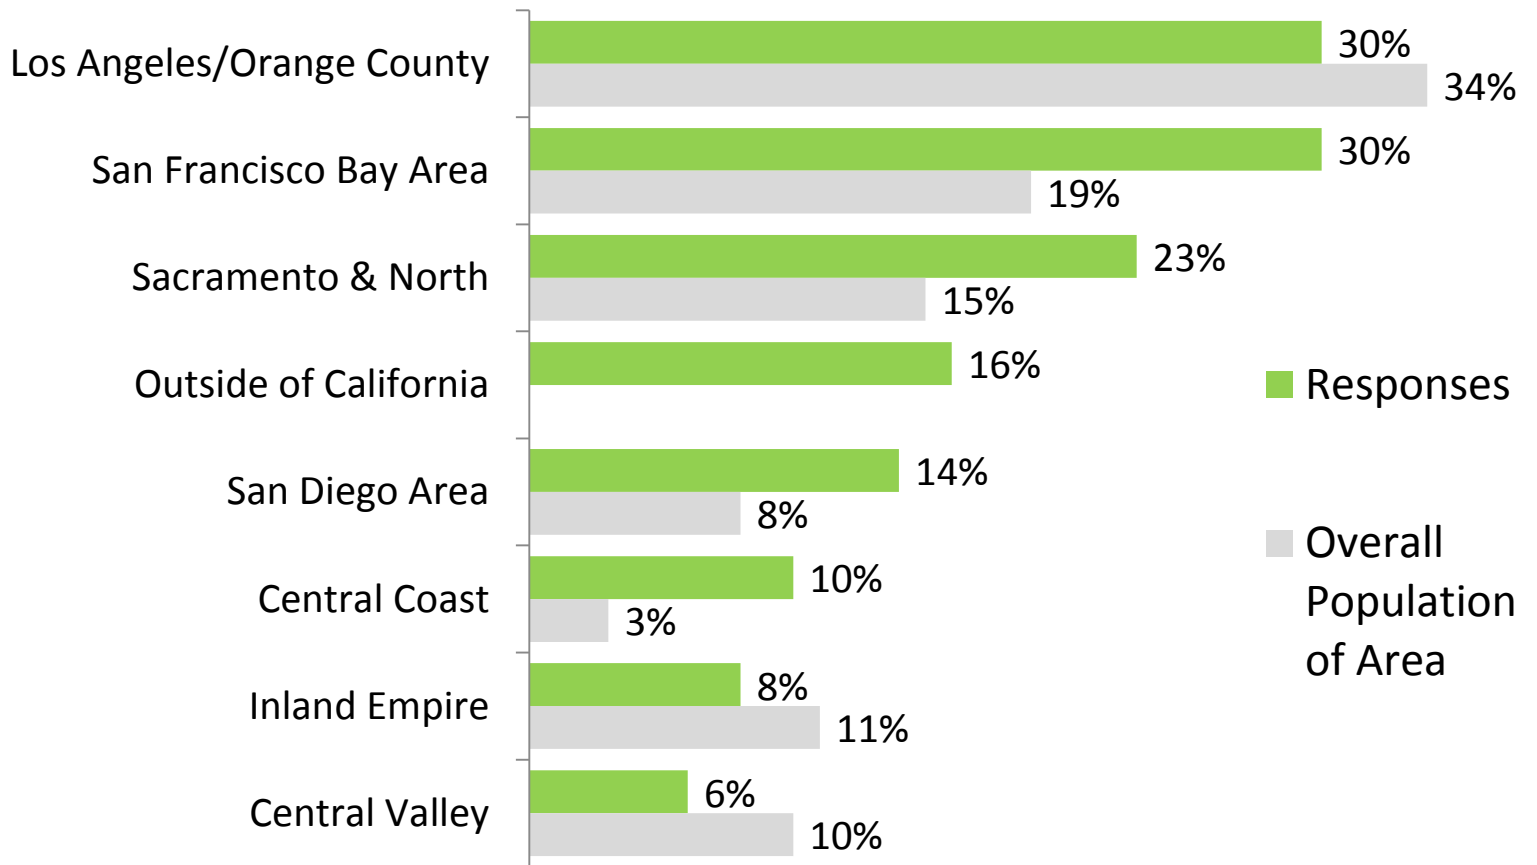 Los Angeles/Orange County
30%
34%
San Francisco Bay Area
30%
19%
Sacramento & North
23%
15%
Outside of California
16%
San Diego Area
14%
8%
Central Coast
10%
3%
Inland Empire
8%
11%
Central Valley
6%
10%
Responses
Overall
Population
of Area